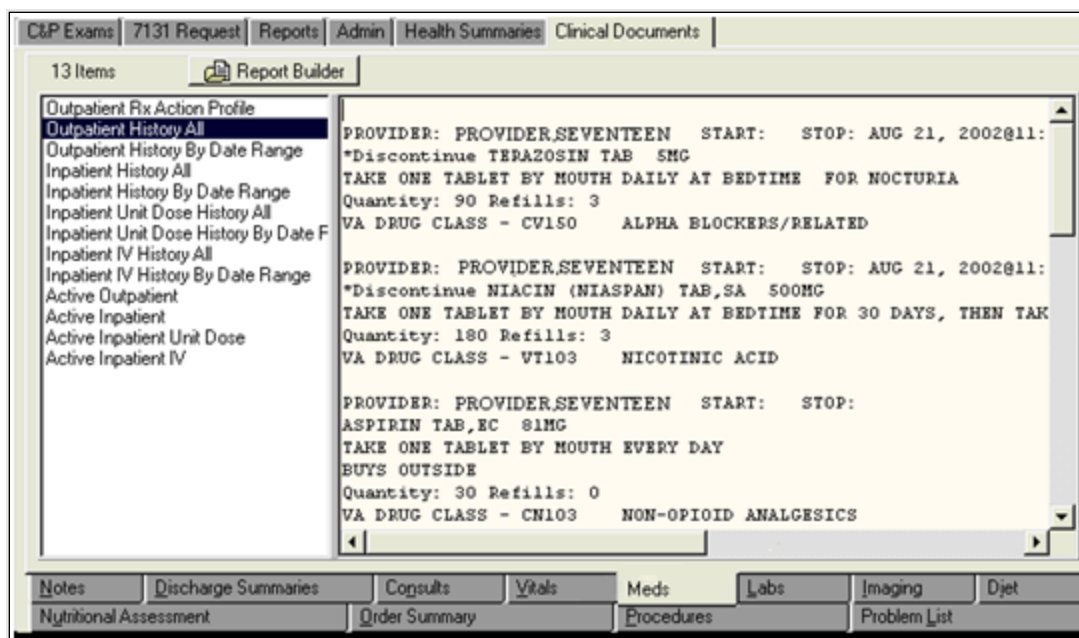 C&P Exams 7131 Request Reports Admin Health Summaries Clinical Documents
13 Items Report Builder
Outpatient Rx Action Profile
Outpatient History All
Outpatient History By Date Range
Inpatient History All
Inpatient History By Date Range
Inpatient Unit Dose History All
Inpatient Unit Dose History By Date F
Inpatient IV History All
Inpatient IV History By Date Range
Active Outpatient
Active Inpatient
Active Inpatient Unit Dose
Active Inpatient IV
PROVIDER: PROVIDER,SEVENTEEN START: STOP: AUG 21, 2002@11:
*Discontinue TERAZOSIN TAB 5MG
TAKE ONE TABLET BY MOUTH DAILY AT BEDTIME FOR NOCTURIA
Quantity: 90 Refills: 3
VA DRUG CLASS - CV150 ALPHA BLOCKERS/RELATED
PROVIDER: PROVIDER,SEVENTEEN START: STOP: AUG 21, 2002@11:
*Discontinue NIACIN (NIASPAN) TAB,SA 500MG
TAKE ONE TABLET BY MOUTH DAILY AT BEDTIME FOR 30 DAYS, THEN TAK
Quantity: 180 Refills: 3
VA DRUG CLASS - VT103 NICOTINIC ACID
PROVIDER: PROVIDER,SEVENTEEN START: STOP:
ASPIRIN TAB,EC 81MG
TAKE ONE TABLET BY MOUTH EVERY DAY
BUYS OUTSIDE
Quantity: 30 Refills: 0
VA DRUG CLASS - CN103 NON-OPIOID ANALGESICS
Notes Discharge Summaries Consults Vitals Meds Labs Imaging Diet
Nutritional Assessment Order Summary Procedures Problem List